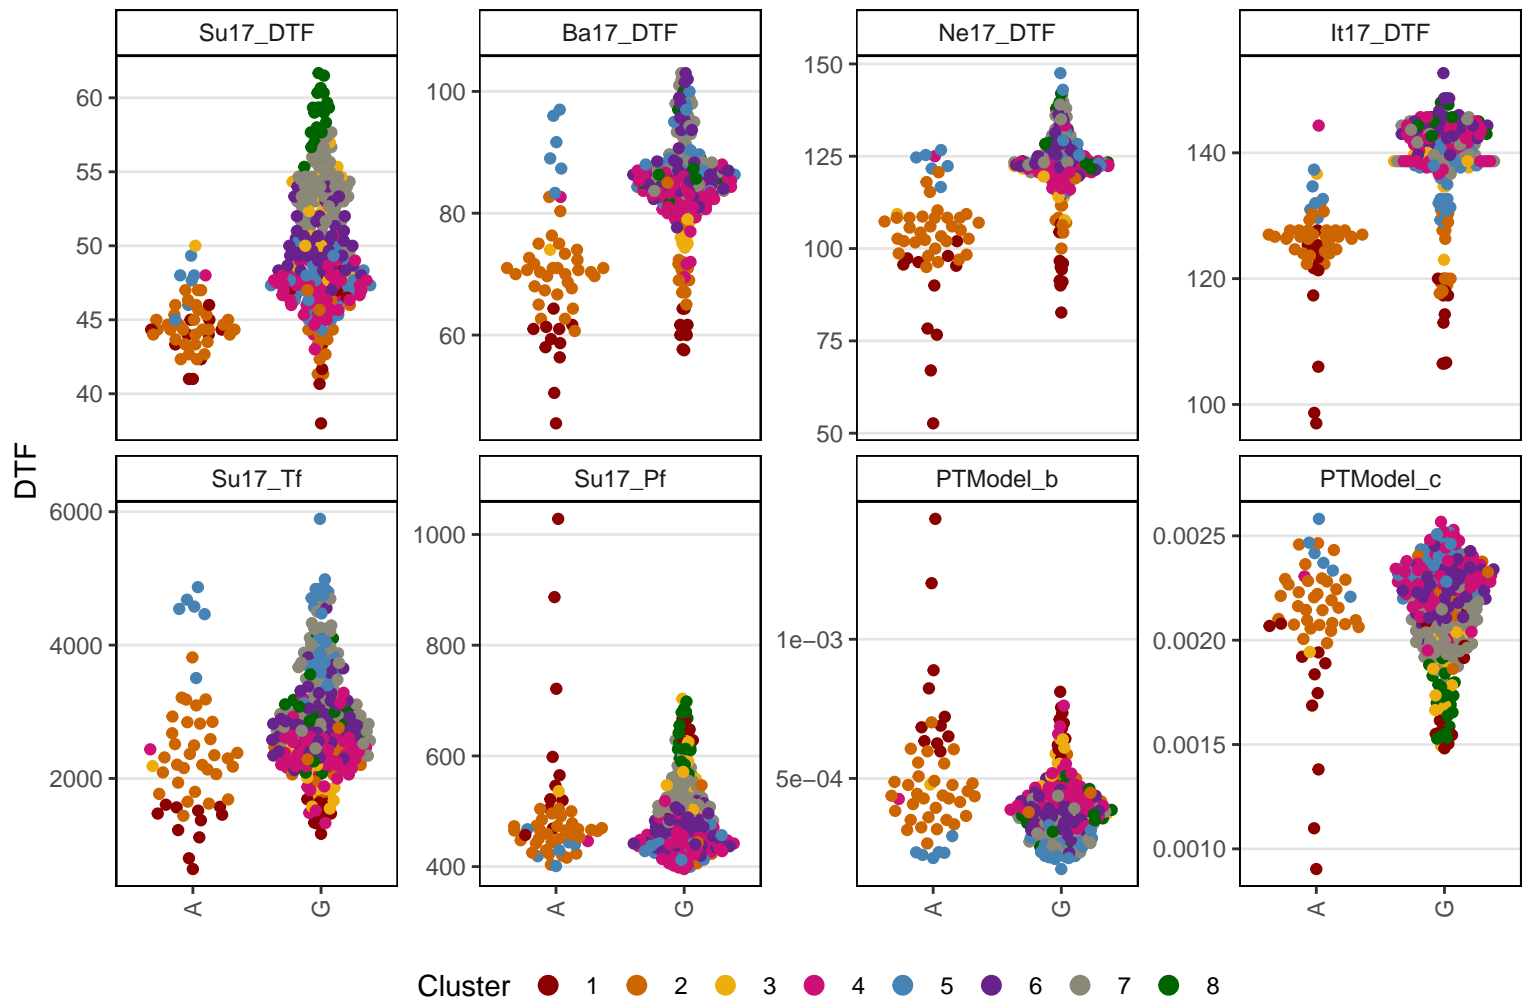 Su17_DTF
Ba17_DTF
Ne17_DTF
It17_DTF
60
55
50
45
40
100
80
60
150
125
100
75
50
140
120
100
DTF
Su17_Tf
Su17_Pf
PTModel_b
PTModel_c
6000
4000
2000
1000
800
600
400
1e−03
5e−04
0.0025
0.0020
0.0015
0.0010
A
G
A
G
A
G
A
G
Cluster 1 2 3 4 5 6 7 8